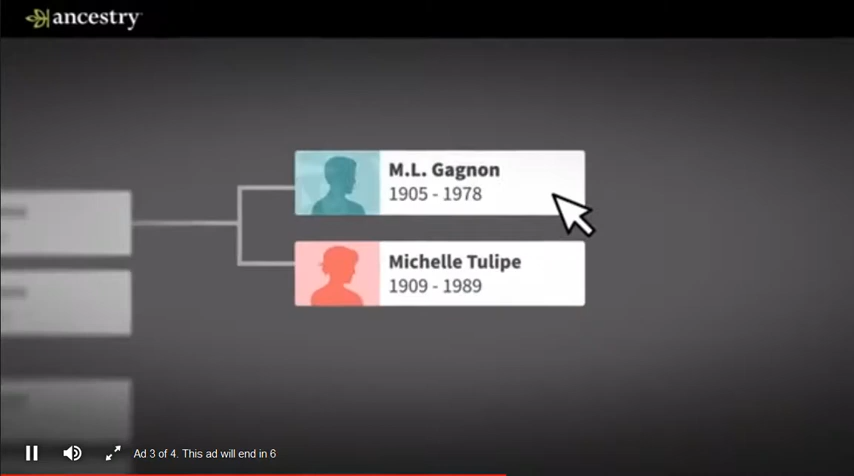 ancestry
M.L. Gagnon
1905 - 1978
Michelle Tulipe
1909 - 1989
Ad 3 of 4. This ad will end in 6